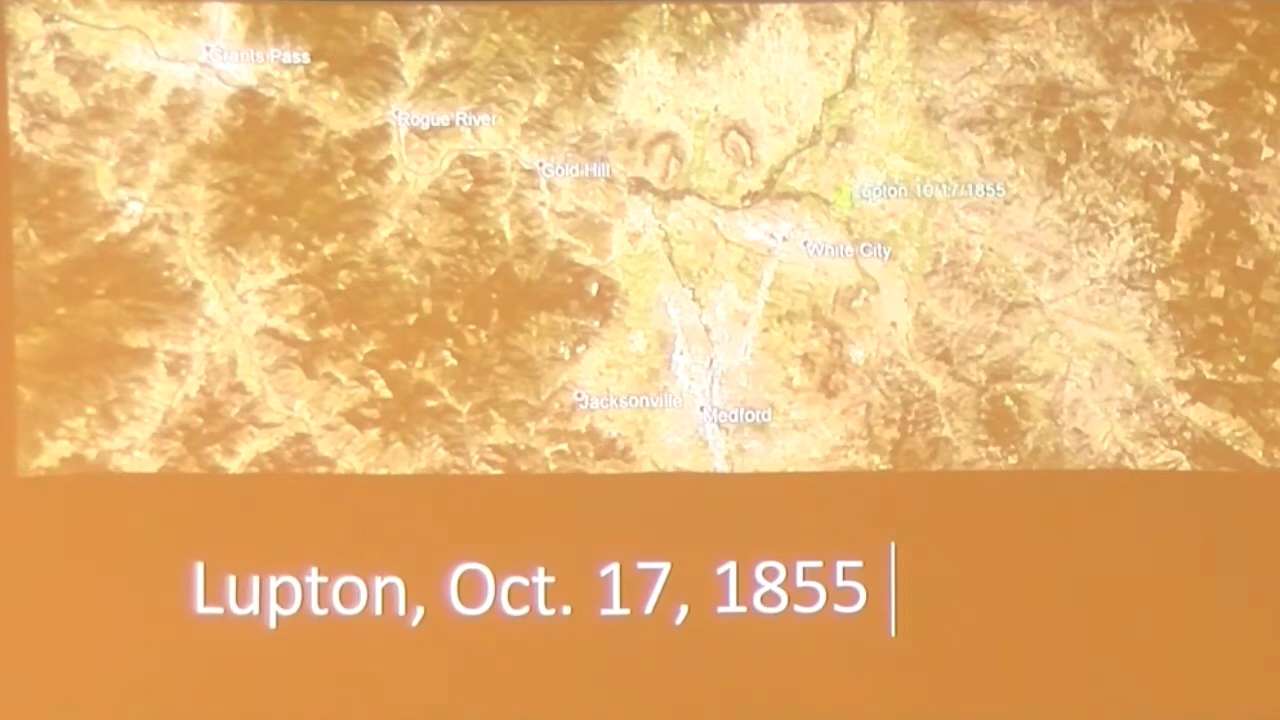 Grants Pass
Rogue River
Gold Hill
Lupton 10/17/1855
White City
Jacksonville
Medford
Lupton, Oct. 17, 1855